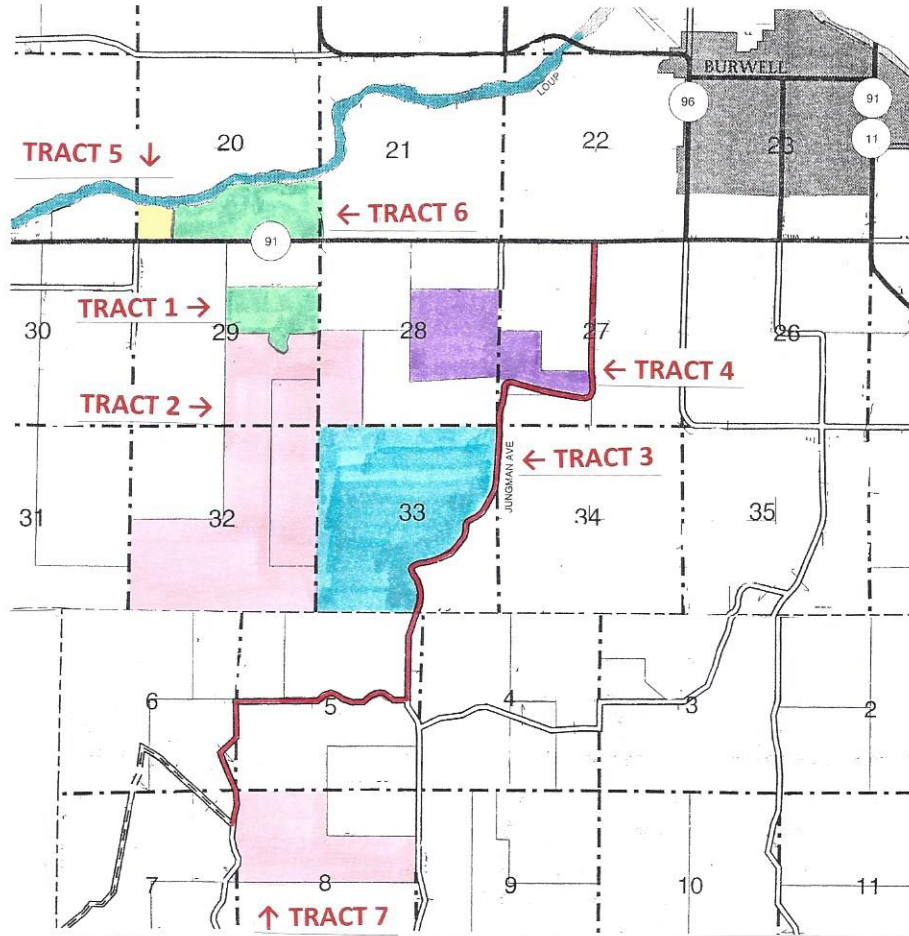 BURWELL
LOUP
96
91
11
20
21
22
23
TRACT 5 ↓
← TRACT 6
91
TRACT 1 →
30
29
28
27
26
← TRACT 4
TRACT 2 →
← TRACT 3
JUNGMAN AVE
31
32
33
34
35
6
5
4
3
2
7
8
9
10
11
↑ TRACT 7